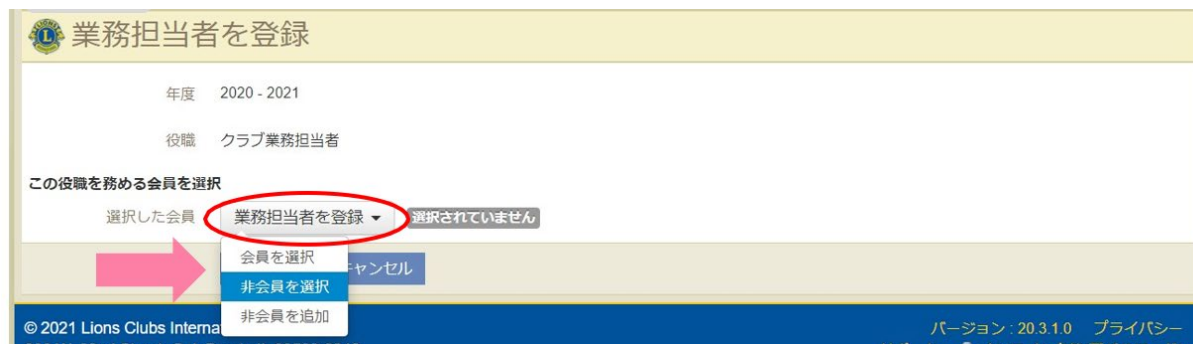 業務担当者を登録
年度 2020 - 2021
役職 クラブ業務担当者
この役職を務める会員を選択
選択した会員 業務担当者を登録 選択されていません
会員を選択
キャンセル
非会員を選択
非会員を追加
© 2021 Lions Clubs Interna
バージョン : 20.3.1.0 プライバシー